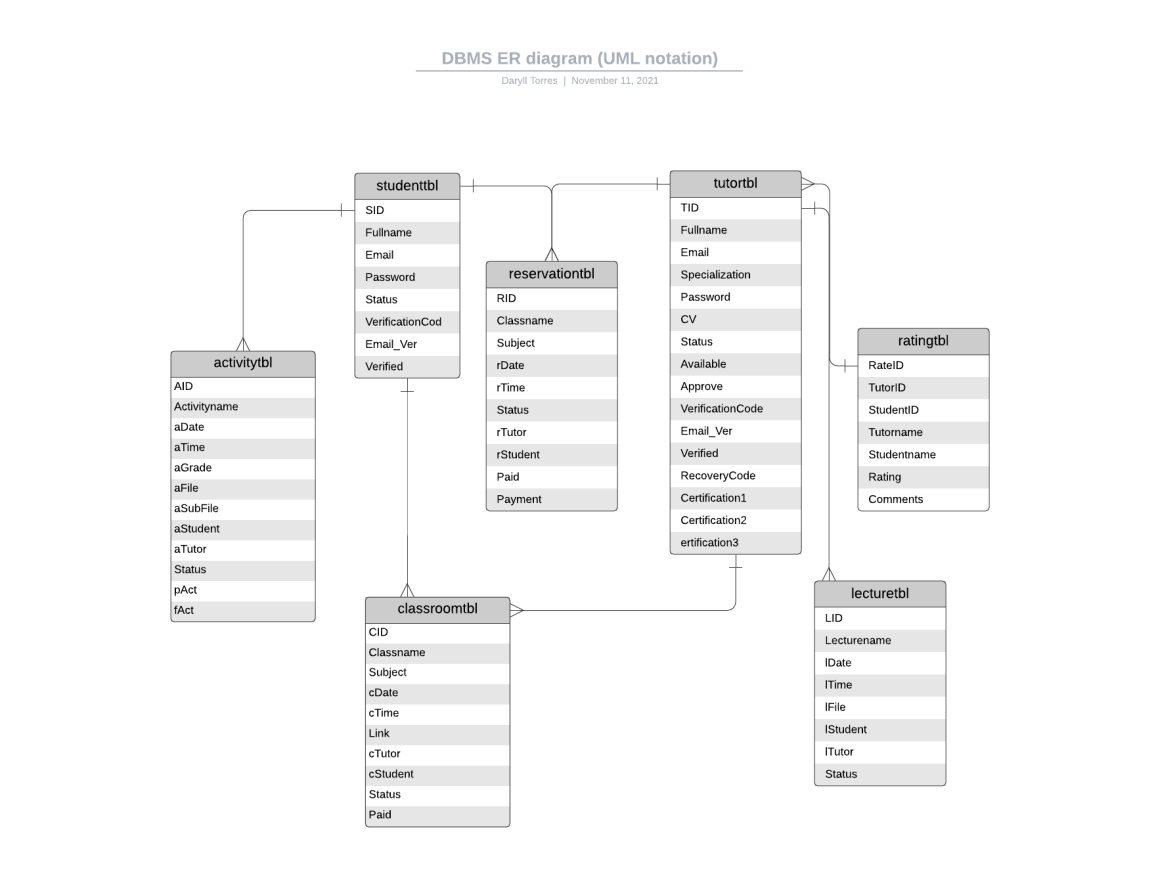 DBMS ER diagram (UML notation)
Daryll Torres | November 11, 2021
studenttbl
SID
Fullname
Email
Password
Status
VerificationCod
Email_Ver
Verified
tutortbl
TID
Fullname
Email
Specialization
Password
CV
Status
Available
Approve
VerificationCode
Email_Ver
Verified
RecoveryCode
Certification1
Certification2
ertification3
reservationtbl
RID
Classname
Subject
rDate
rTime
Status
rTutor
rStudent
Paid
Payment
ratingtbl
RateID
TutorID
StudentID
Tutorname
Studentname
Rating
Comments
activitytbl
AID
Activityname
aDate
aTime
aGrade
aFile
aSubFile
aStudent
aTutor
Status
pAct
fAct
classroomtbl
CID
Classname
Subject
cDate
cTime
Link
cTutor
cStudent
Status
Paid
lecturetbl
LID
Lecturename
lDate
lTime
lFile
lStudent
lTutor
Status